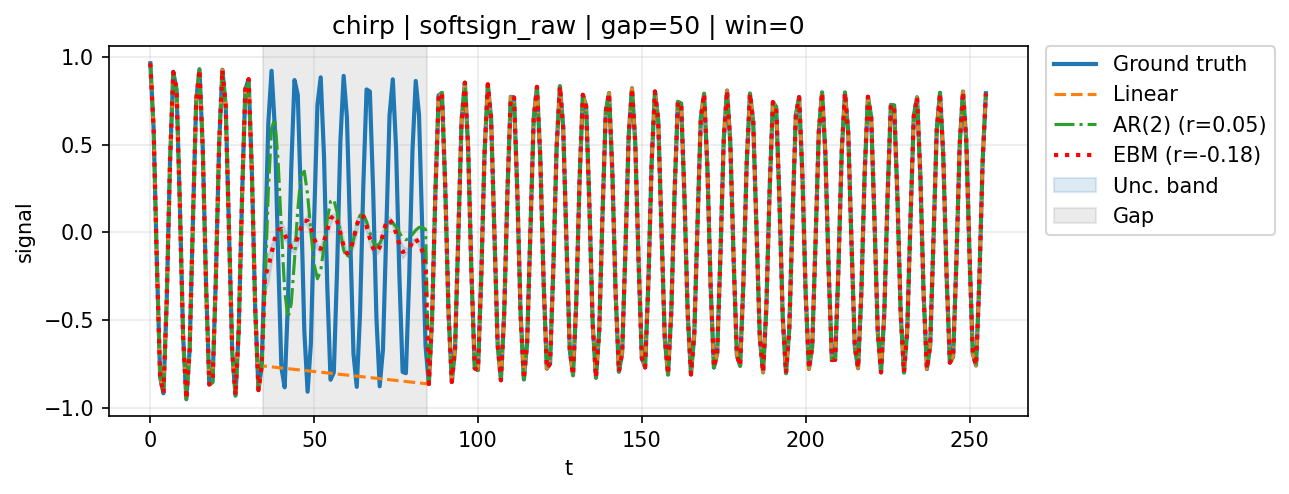 chirp | softsign_raw | gap=50 | win=0
1.0
0.5
0.0
−0.5
−1.0
signal
0 50 100 150 200 250
t
Ground truth
Linear
AR(2) (r=0.05)
EBM (r=-0.18)
Unc. band
Gap